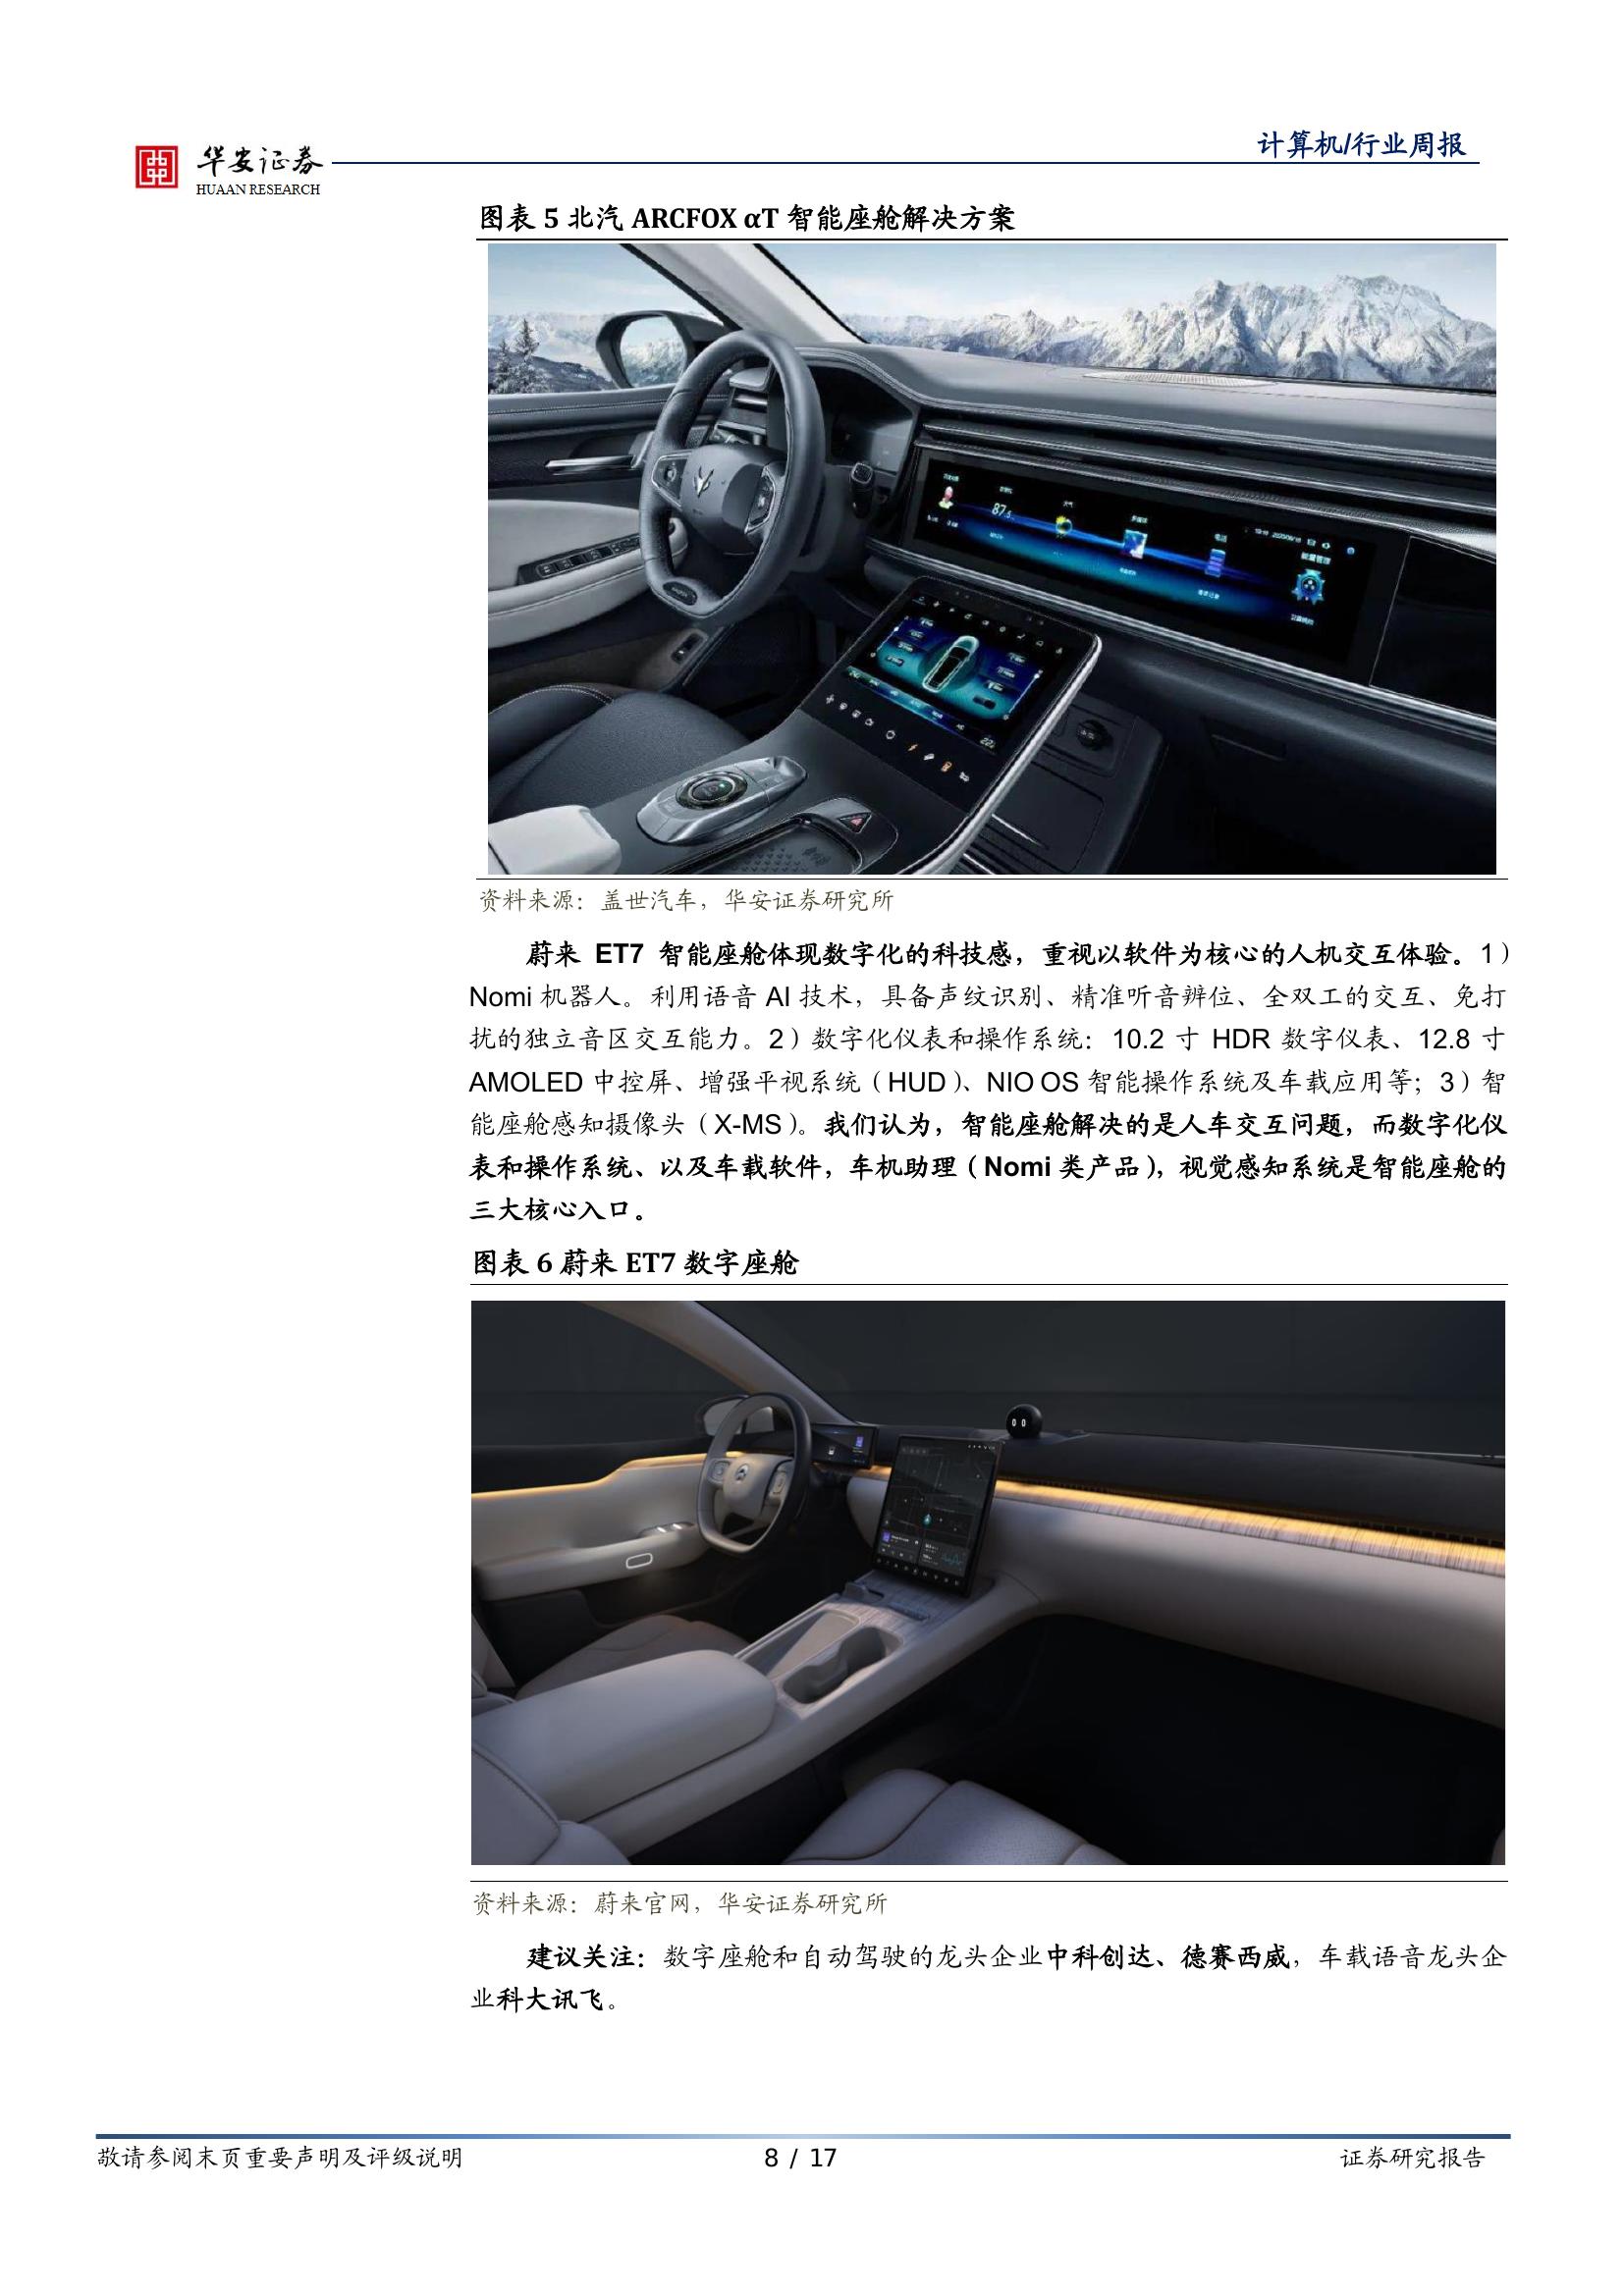 华安证券
HUAAN RESEARCH
计算机/行业周报
图表 5 北汽 ARCFOX αT 智能座舱解决方案
87.5
电话
能量管理
22
资料来源：盖世汽车，华安证券研究所
蔚来 ET7 智能座舱体现数字化的科技感，重视以软件为核心的人机交互体验。1）
Nomi 机器人。利用语音 AI 技术，具备声纹识别、精准听音辨位、全双工的交互、免打
扰的独立音区交互能力。2）数字化仪表和操作系统：10.2 寸 HDR 数字仪表、12.8 寸
AMOLED 中控屏、增强平视系统（HUD）、NIO OS 智能操作系统及车载应用等；3）智
能座舱感知摄像头（X-MS）。我们认为，智能座舱解决的是人车交互问题，而数字化仪
表和操作系统、以及车载软件，车机助理（Nomi 类产品），视觉感知系统是智能座舱的
三大核心入口。
图表 6 蔚来 ET7 数字座舱
资料来源：蔚来官网，华安证券研究所
建议关注：数字座舱和自动驾驶的龙头企业中科创达、德赛西威，车载语音龙头企
业科大讯飞。
敬请参阅末页重要声明及评级说明
8 / 17
证券研究报告